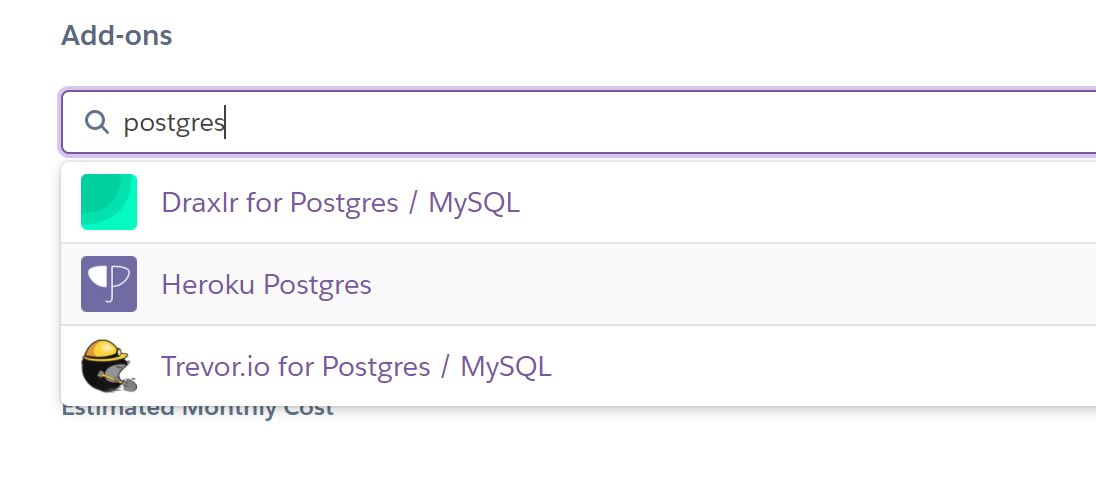 Add-ons
postgres
Draxlr for Postgres / MySQL
Heroku Postgres
Trevor.io for Postgres / MySQL
Estimated Monthly Cost